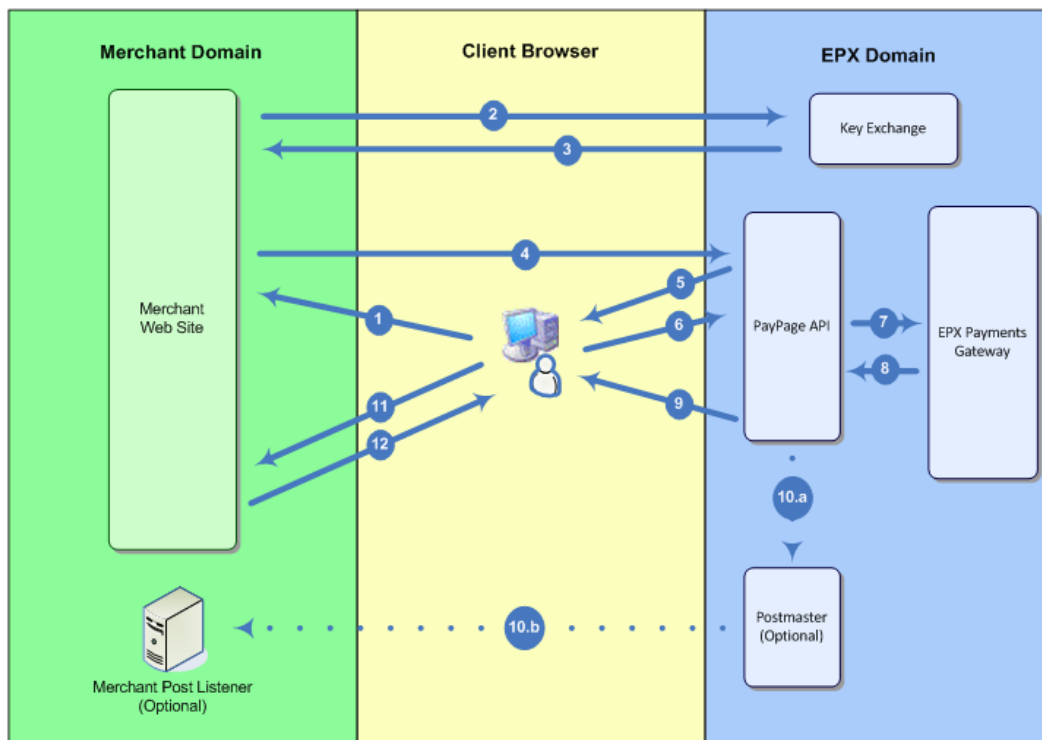 Merchant Domain
Client Browser
EPX Domain
2
Key Exchange
3
4
5
Merchant
Web Site
1
6
PayPage API
7
EPX Payments
Gateway
8
9
11
12
10.a
Postmaster
(Optional)
10.b
Merchant Post Listener
(Optional)